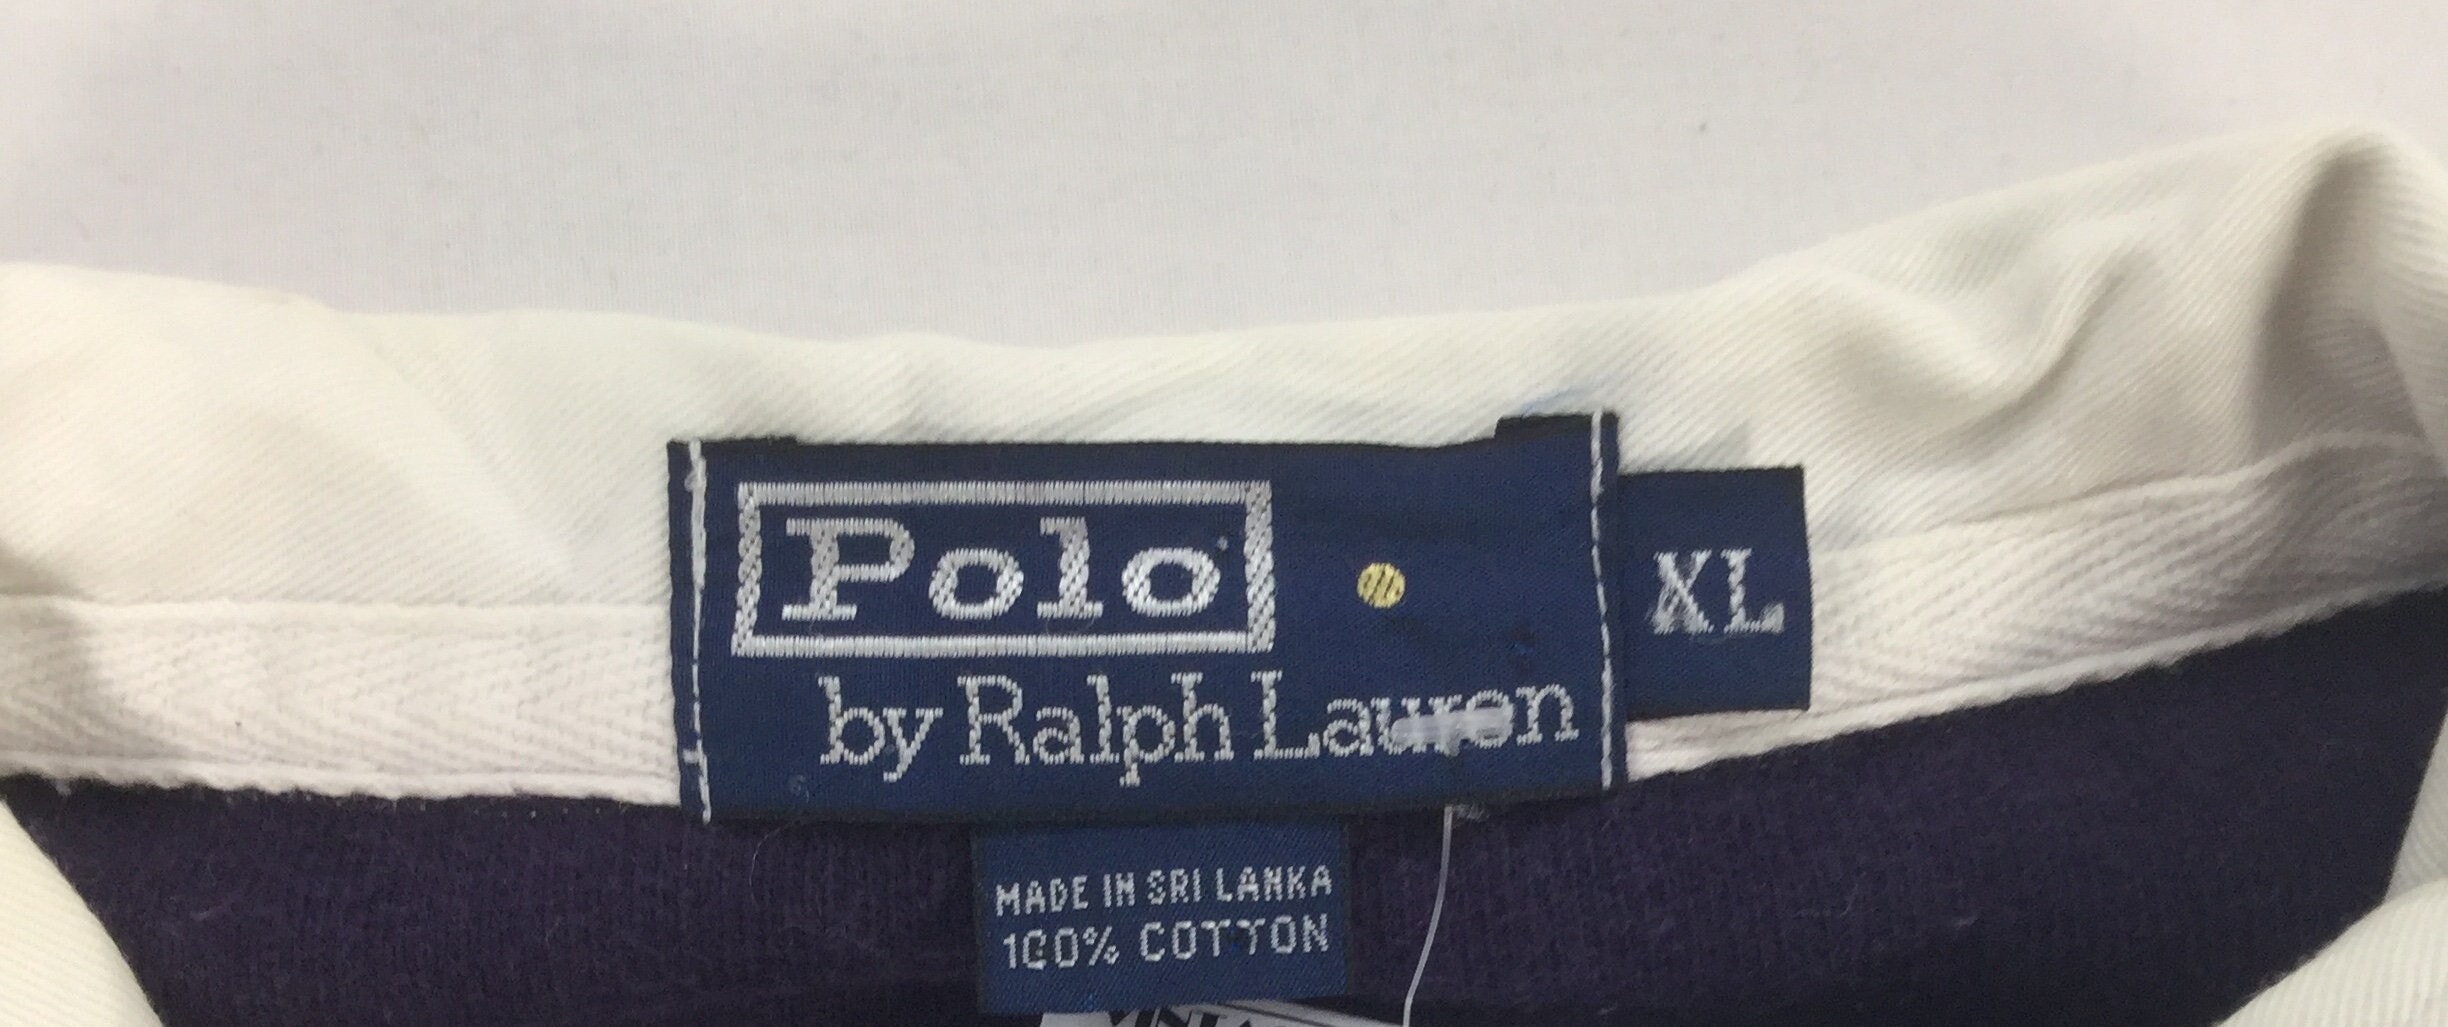 Polo
by Ralph Lauren
XL
MADE IN SRI LANKA
100% COTTON